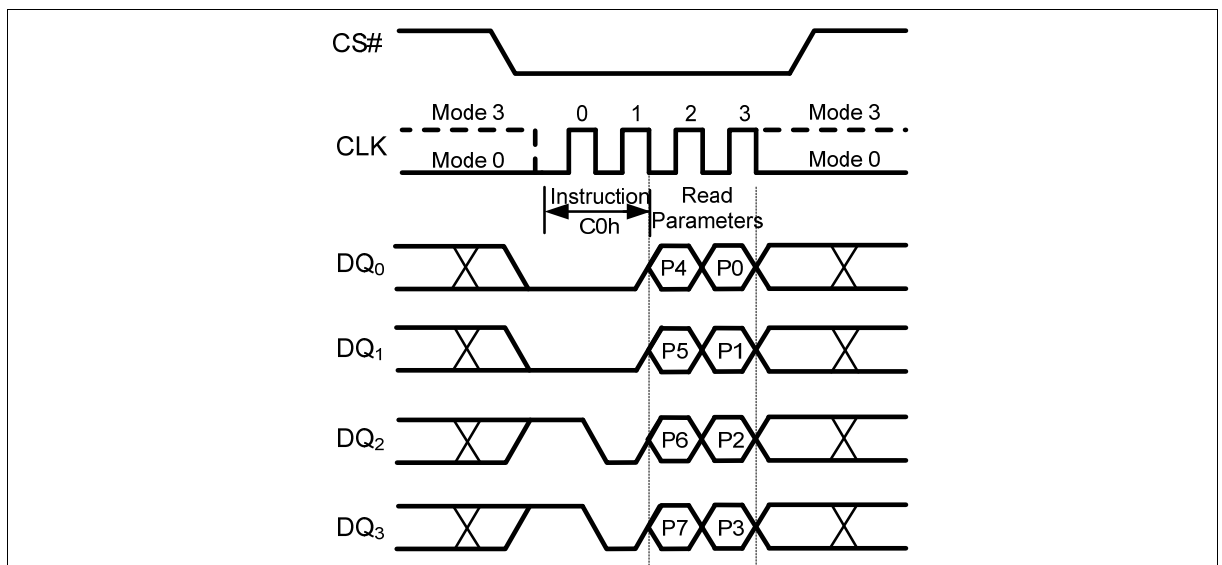 CS#
0 1 2 3
Mode 3 Mode 3
CLK
Mode 0 Mode 0
Instruction Read
C0h Parameters
DQ0 P4 P0
DQ1 P5 P1
DQ2 P6 P2
DQ3 P7 P3